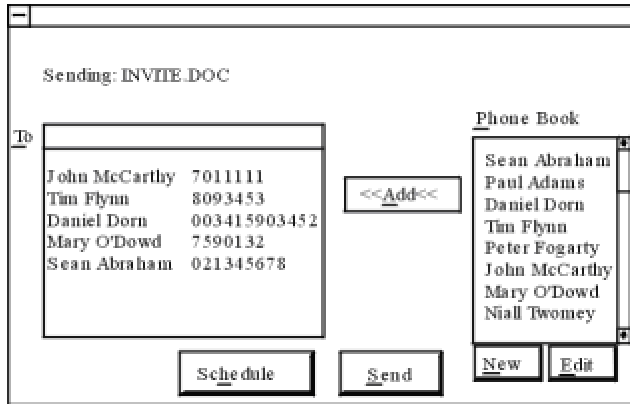 Sending: INVITE.DOC
To
John McCarthy 7011111
Tim Flynn 8093453
Daniel Dorn 003415903452
Mary O'Dowd 7590132
Sean Abraham 021345678
<<Add<<
Phone Book
Sean Abraham
Paul Adams
Daniel Dorn
Tim Flynn
Peter Fogarty
John McCarthy
Mary O'Dowd
Niall Twomey
Schedule
Send
New
Edit